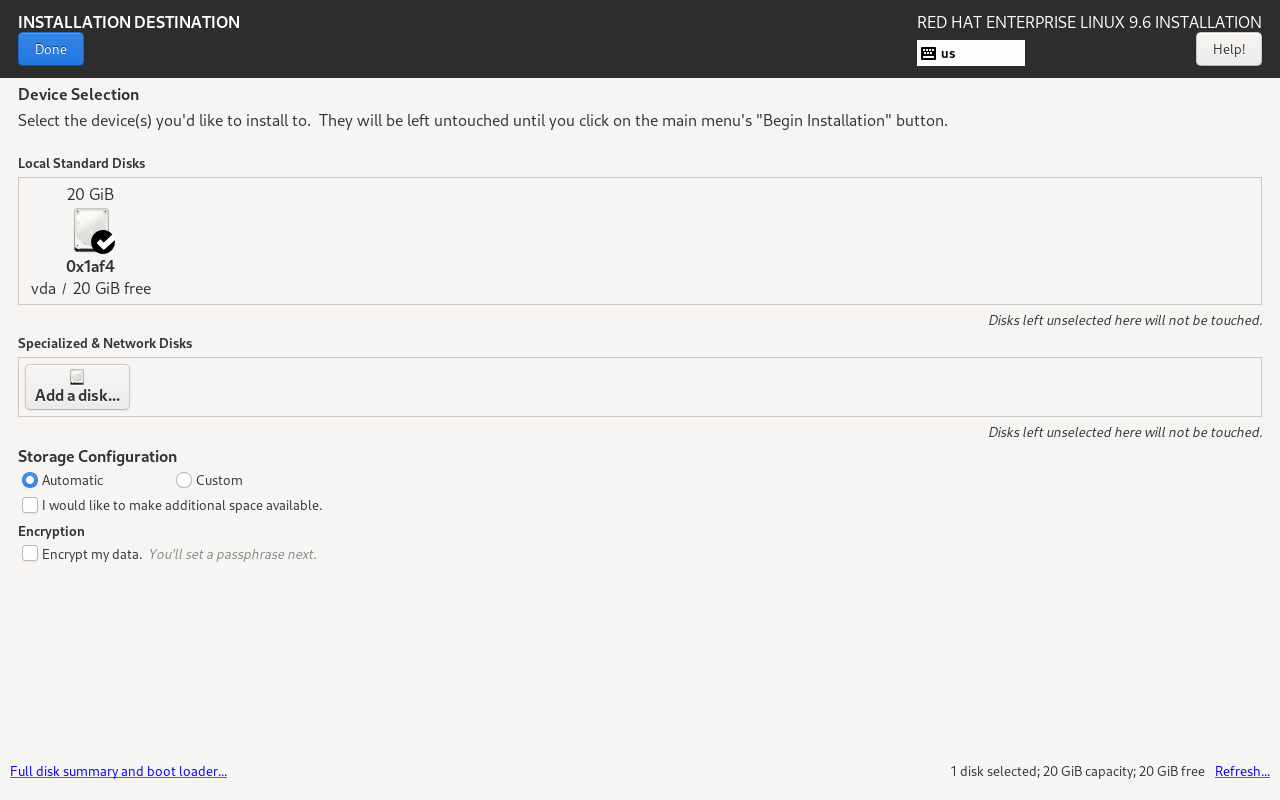 INSTALLATION DESTINATION
RED HAT ENTERPRISE LINUX 9.6 INSTALLATION
Done
us
Help!
Device Selection
Select the device(s) you'd like to install to.  They will be left untouched until you click on the main menu's "Begin Installation" button.
Local Standard Disks
20 GiB
0x1af4
vda / 20 GiB free
Disks left unselected here will not be touched.
Specialized & Network Disks
Add a disk...
Disks left unselected here will not be touched.
Storage Configuration
Automatic
Custom
I would like to make additional space available.
Encryption
Encrypt my data. You'll set a passphrase next.
Full disk summary and boot loader...
1 disk selected; 20 GiB capacity; 20 GiB free
Refresh...